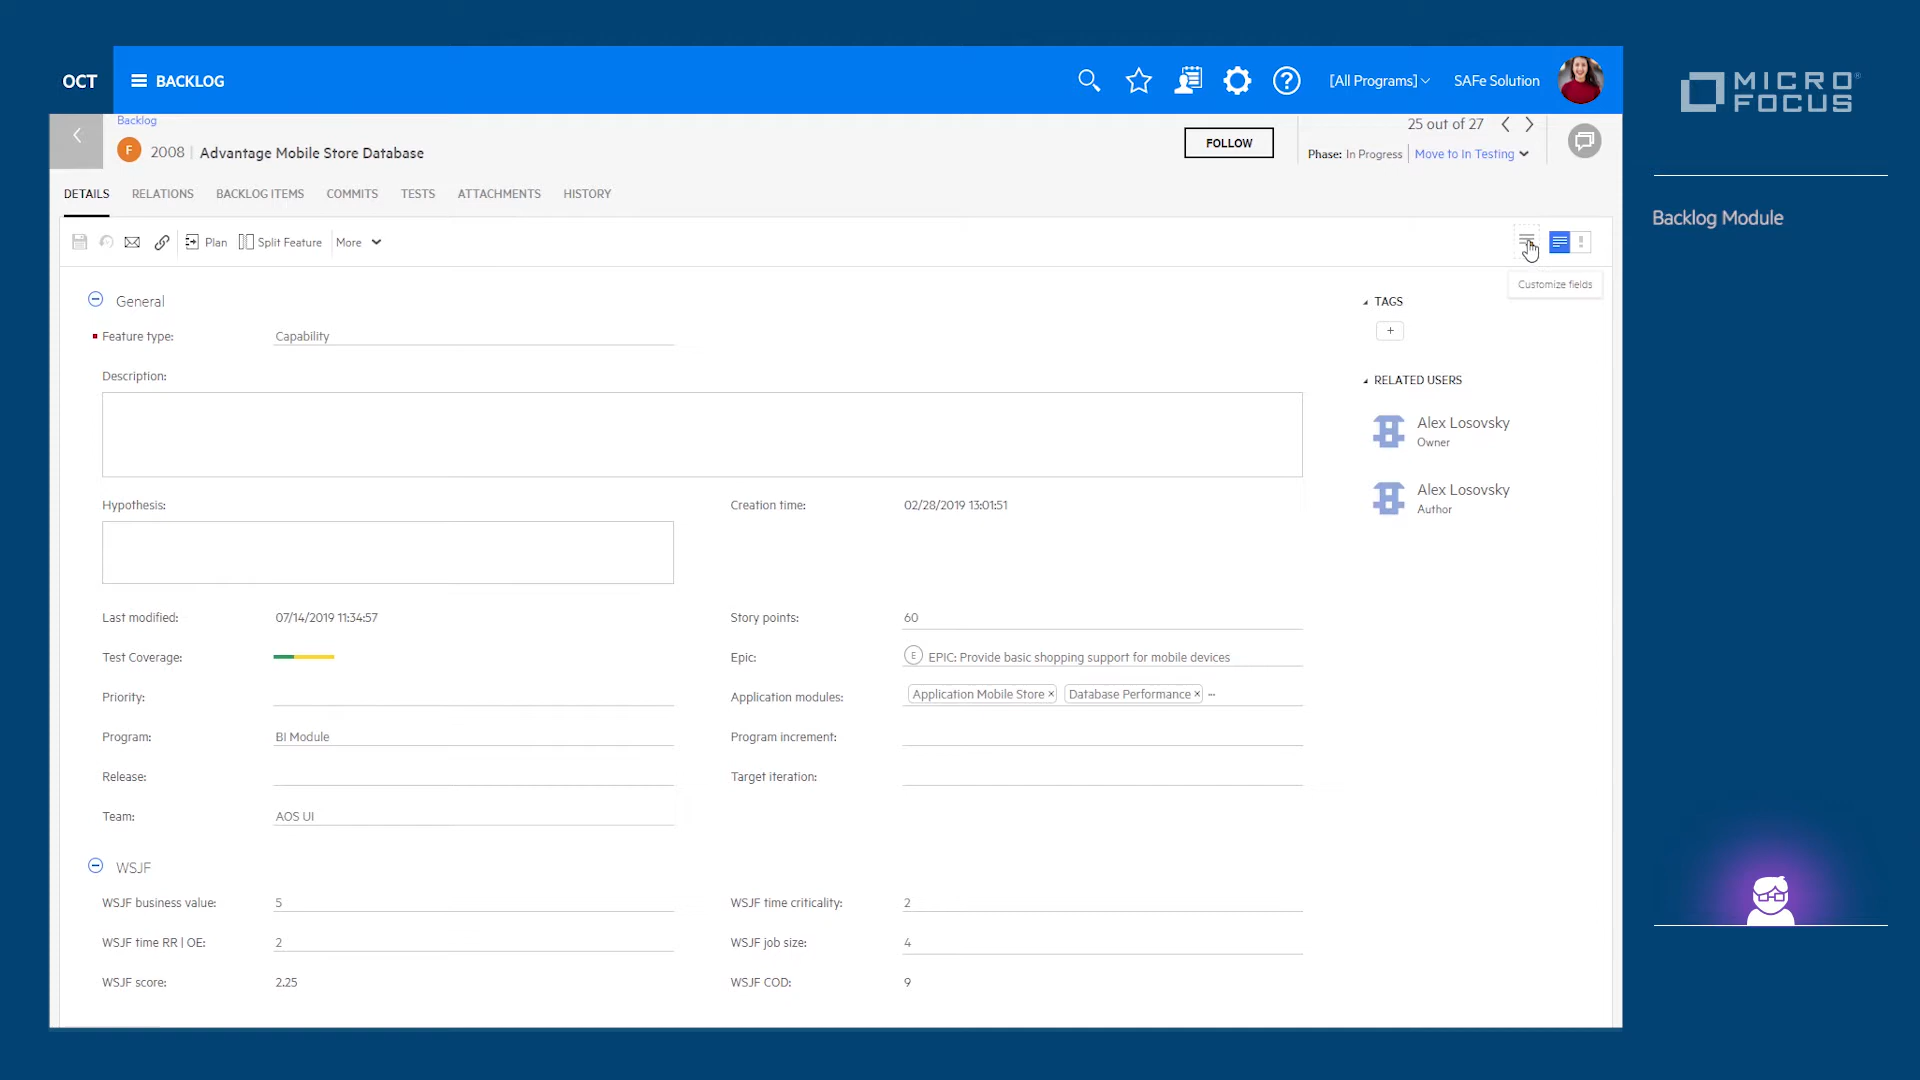 OCT
BACKLOG
[All Programs]
SAFe Solution
MICRO
FOCUS®
Backlog Module
Backlog
F 2008 Advantage Mobile Store Database
FOLLOW
25 out of 27
Phase: In Progress
Move to In Testing
DETAILS
RELATIONS
BACKLOG ITEMS
COMMITS
TESTS
ATTACHMENTS
HISTORY
Plan
Split Feature
More
Customize fields
General
Feature type: Capability
Description:
Hypothesis:
Creation time: 02/28/2019 13:01:51
Last modified: 07/14/2019 11:34:57
Story points: 60
Test Coverage:
Epic: E EPIC: Provide basic shopping support for mobile devices
Priority:
Application modules: Application Mobile Store × Database Performance × ...
Program: BI Module
Program increment:
Release:
Target iteration:
Team: AOS UI
WSJF
WSJF business value: 5
WSJF time criticality: 2
WSJF time RR | OE: 2
WSJF job size: 4
WSJF score: 2.25
WSJF COD: 9
TAGS
+
RELATED USERS
Alex Losovsky
Owner
Alex Losovsky
Author